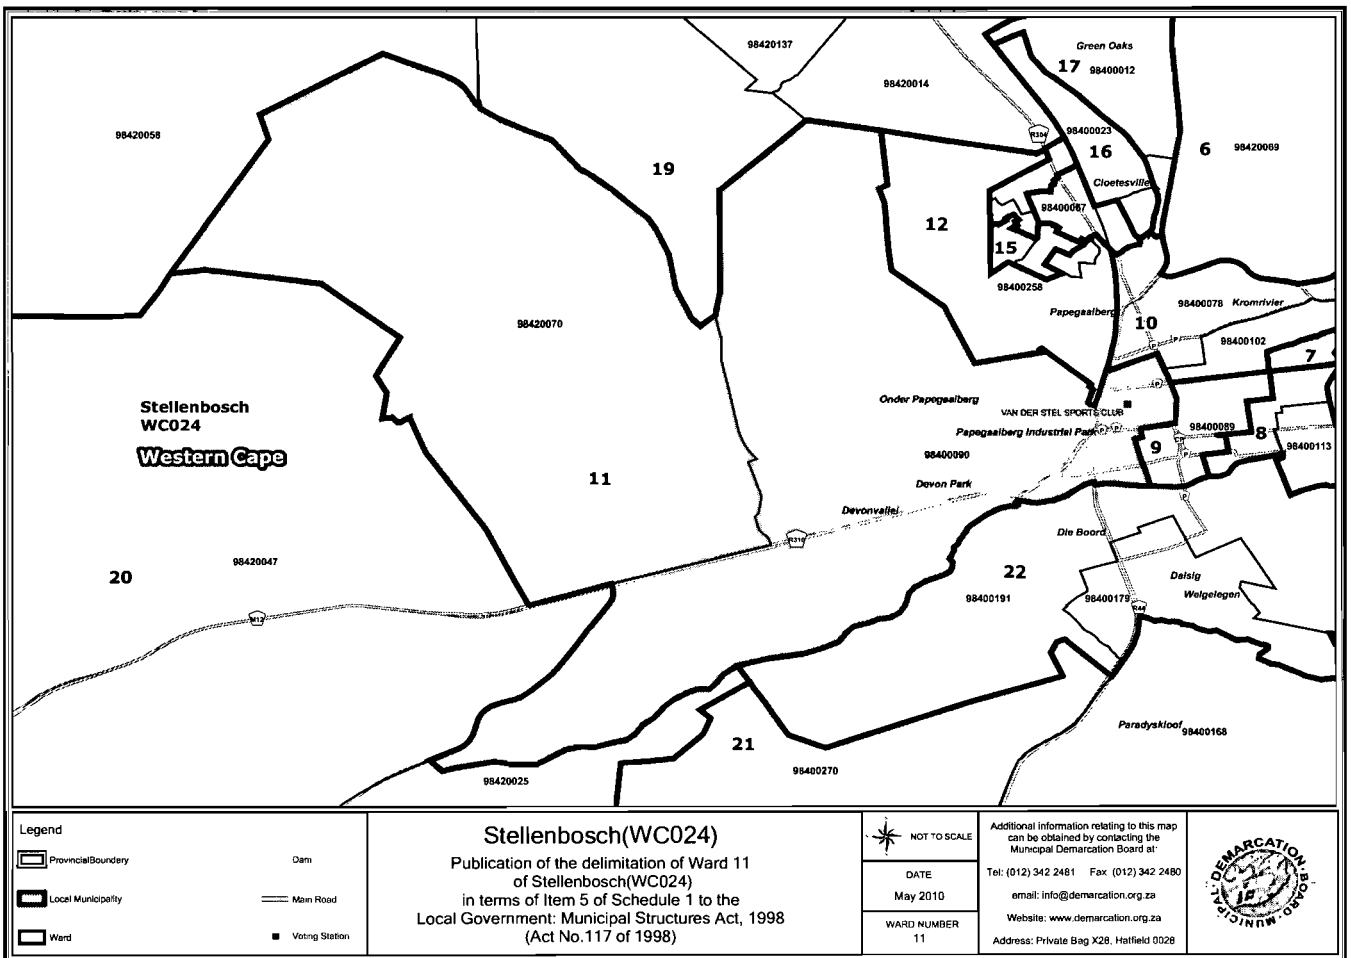 98420137
Green Oaks
17
98400012
98420014
98420058
R304
98400023
16
6
98420069
19
Cloetesville
98400067
12
15
98400258
98400078
Kromrivier
Papegaaiberg
10
98420070
98400102
P
P
7
P
Onder Papegaaiberg
Stellenbosch
WC024
VAN DER STEL SPORTS CLUB
Papegaaiberg Industrial Park
P
P
98400089
8
9
98400113
Western Cape
98400090
P
11
Devon Park
P
Devonvallei
Die Boord
R310
98420047
22
20
Dalsig
Welgelegen
98400191
98400179
R44
M12
Paradyskloof
98400168
21
98400270
98420025
Legend
ProvincialBoundary
Dam
Local Municipality
Main Road
Ward
Voting Station
Stellenbosch(WC024)
Publication of the delimitation of Ward 11
of Stellenbosch(WC024)
in terms of Item 5 of Schedule 1 to the
Local Government: Municipal Structures Act, 1998
(Act No.117 of 1998)
NOT TO SCALE
DATE
May 2010
WARD NUMBER
11
Additional information relating to this map
can be obtained by contacting the
Municipal Demarcation Board at:
Tel: (012) 342 2481 Fax (012) 342 2480
email: info@demarcation.org.za
Website: www.demarcation.org.za
Address: Private Bag X28, Hatfield 0028
MUNICIPAL DEMARCATION BOARD